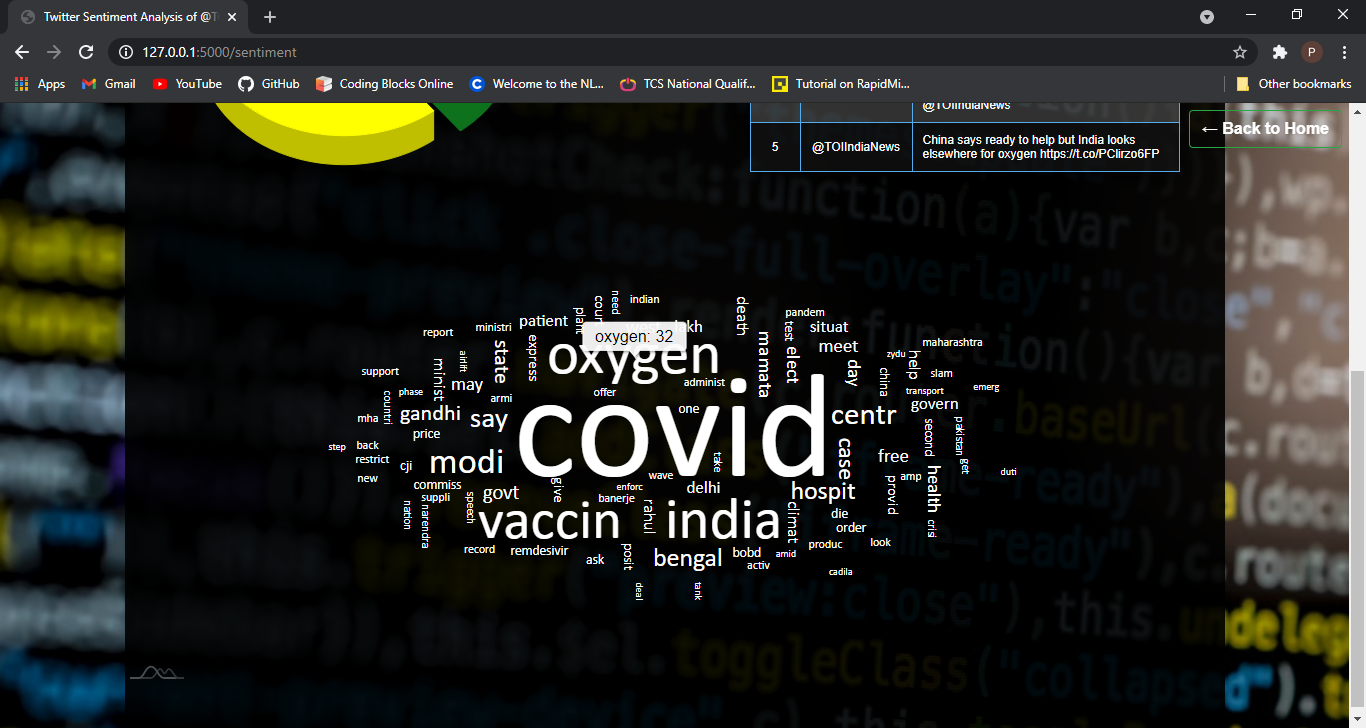 Twitter Sentiment Analysis of @T
127.0.0.1:5000/sentiment
P
Apps
Gmail
YouTube
GitHub
Coding Blocks Online
Welcome to the NL...
TCS National Qualif...
Tutorial on RapidMi...
Other bookmarks
@TOIIndiaNews
← Back to Home
5
@TOIIndiaNews
China says ready to help but India looks
elsewhere for oxygen https://t.co/PClirzo6FP
need
indian
coun
death
plant
pandem
patient
ministri
report
west
lakh
test
situat
oxygen: 32
express
state
mamata
elect
meet
maharashtra
oxygen
airlift
zydu
help
support
minist
may
administ
day
china
slam
phase
armi
offer
transport
emerg
countri
gandhi
say
covid
one
centr
govern
mha
price
second
pakistan
step
back
case
restrict
cji
modi
take
free
get
new
commiss
wave
amp
duti
suppli
speech
govt
give
enforc
banerje
delhi
hospit
provid
health
nation
narendra
vaccin
rahul
india
climat
die
order
crisi
record
remdesivir
ask
posit
bengal
bobd
activ
amid
produc
look
cadila
deal
tank